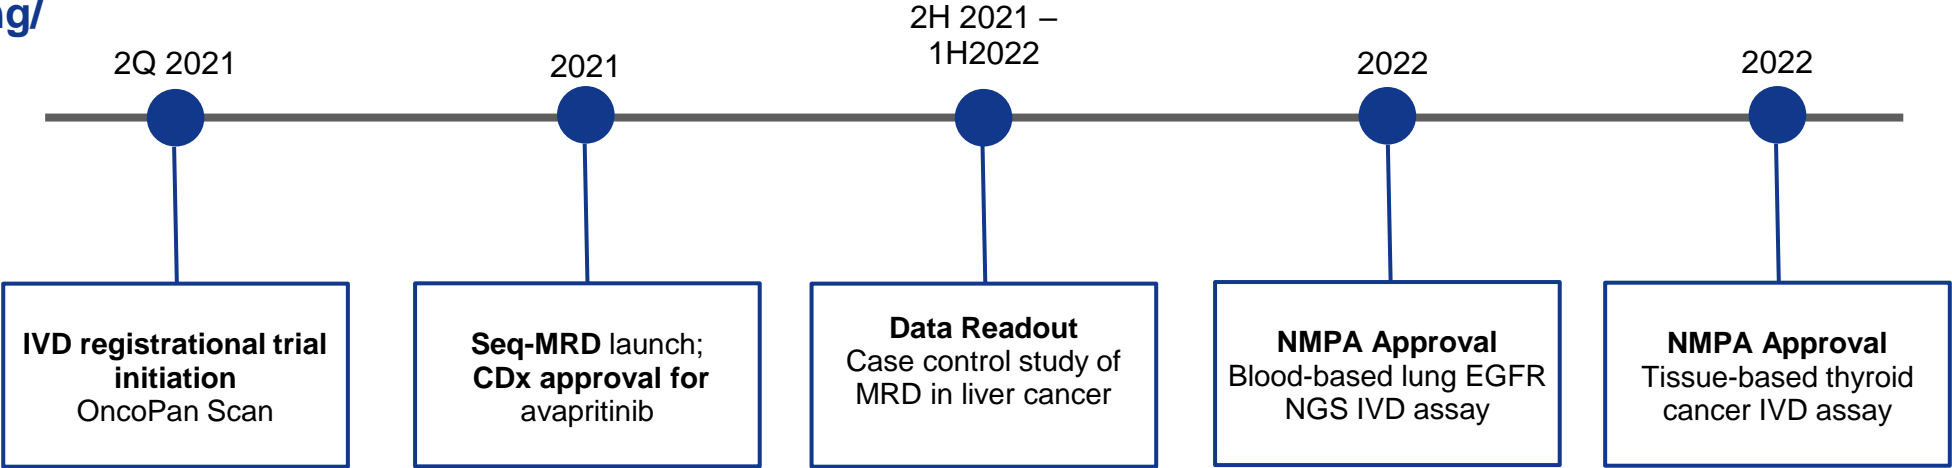 ng/
2Q 2021
2021
2H 2021 –
1H2022
2022
2022
IVD registrational trial
initiation
OncoPan Scan
Seq-MRD launch;
CDx approval for
avapritinib
Data Readout
Case control study of
MRD in liver cancer
NMPA Approval
Blood-based lung EGFR
NGS IVD assay
NMPA Approval
Tissue-based thyroid
cancer IVD assay